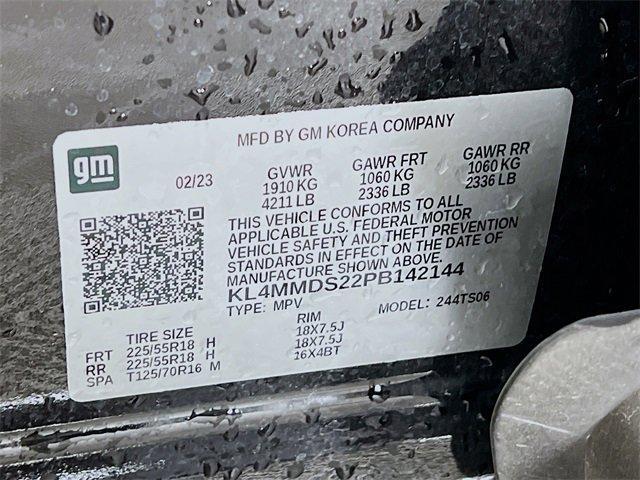 MFD BY GM KOREA COMPANY
gm
02/23
GVWR GAWR FRT GAWR RR
1910 KG 1060 KG 1060 KG
4211 LB 2336 LB 2336 LB
THIS VEHICLE CONFORMS TO ALL
APPLICABLE U.S. FEDERAL MOTOR
VEHICLE SAFETY AND THEFT PREVENTION
STANDARDS IN EFFECT ON THE DATE OF
MANUFACTURE SHOWN ABOVE.
KL4MMDS22PB142144
TYPE: MPV MODEL: 244TS06
TIRE SIZE RIM
FRT 225/55R18 H 18X7.5J
RR 225/55R18 H 18X7.5J
SPA T125/70R16 M 16X4BT